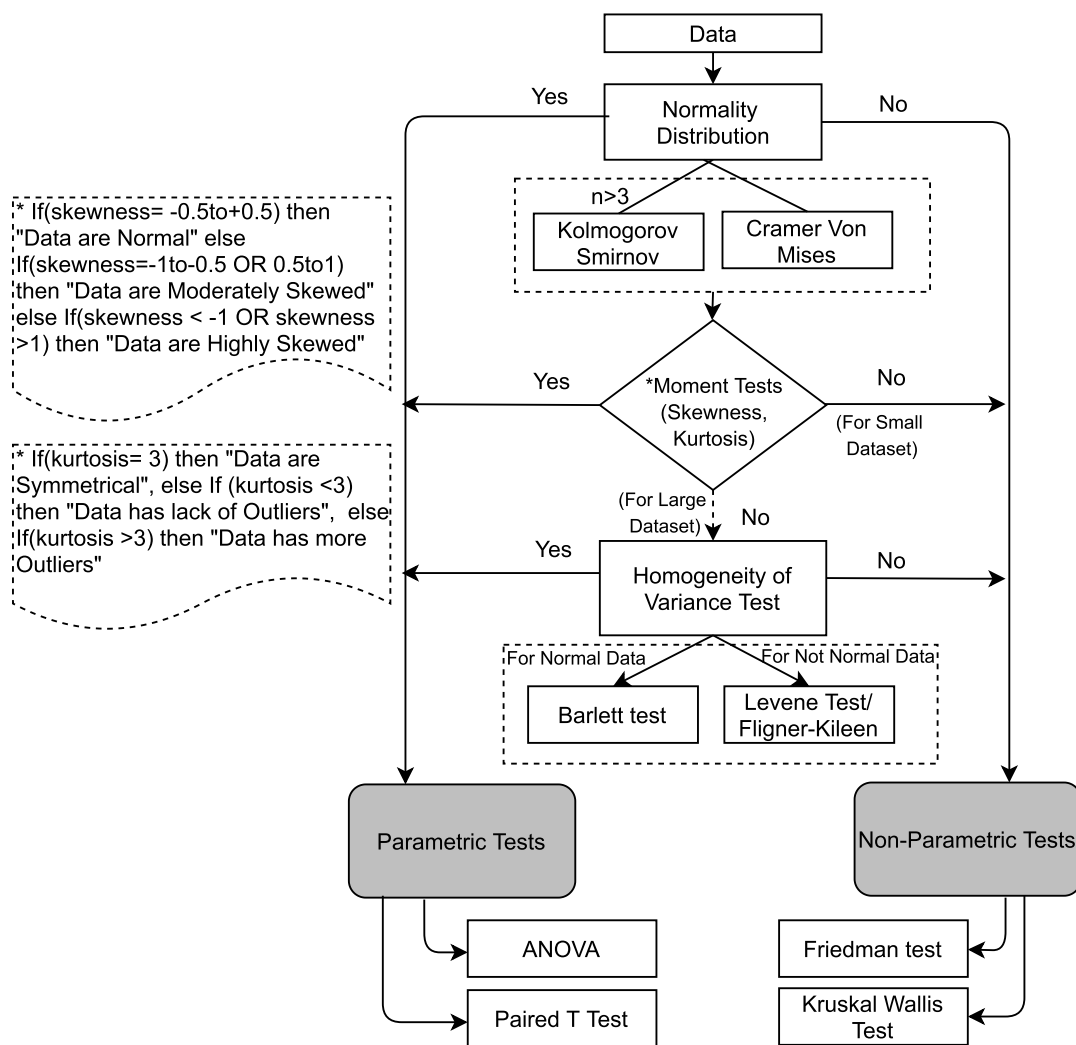 Data
Yes
Normality
Distribution
No
n>3
Kolmogorov
Smirnov
Cramer Von
Mises
* If(skewness= -0.5to+0.5) then
"Data are Normal" else
If(skewness=-1to-0.5 OR 0.5to1)
then "Data are Moderately Skewed"
else If(skewness < -1 OR skewness
>1) then "Data are Highly Skewed"
Yes
*Moment Tests
(Skewness,
Kurtosis)
No
(For Small
Dataset)
* If(kurtosis= 3) then "Data are
Symmetrical", else If (kurtosis <3)
then "Data has lack of Outliers",  else
If(kurtosis >3) then "Data has more
Outliers"
(For Large
Dataset)
No
Yes
Homogeneity of
Variance Test
No
For Normal Data
For Not Normal Data
Barlett test
Levene Test/
Fligner-Kileen
Parametric Tests
Non-Parametric Tests
ANOVA
Paired T Test
Friedman test
Kruskal Wallis
Test